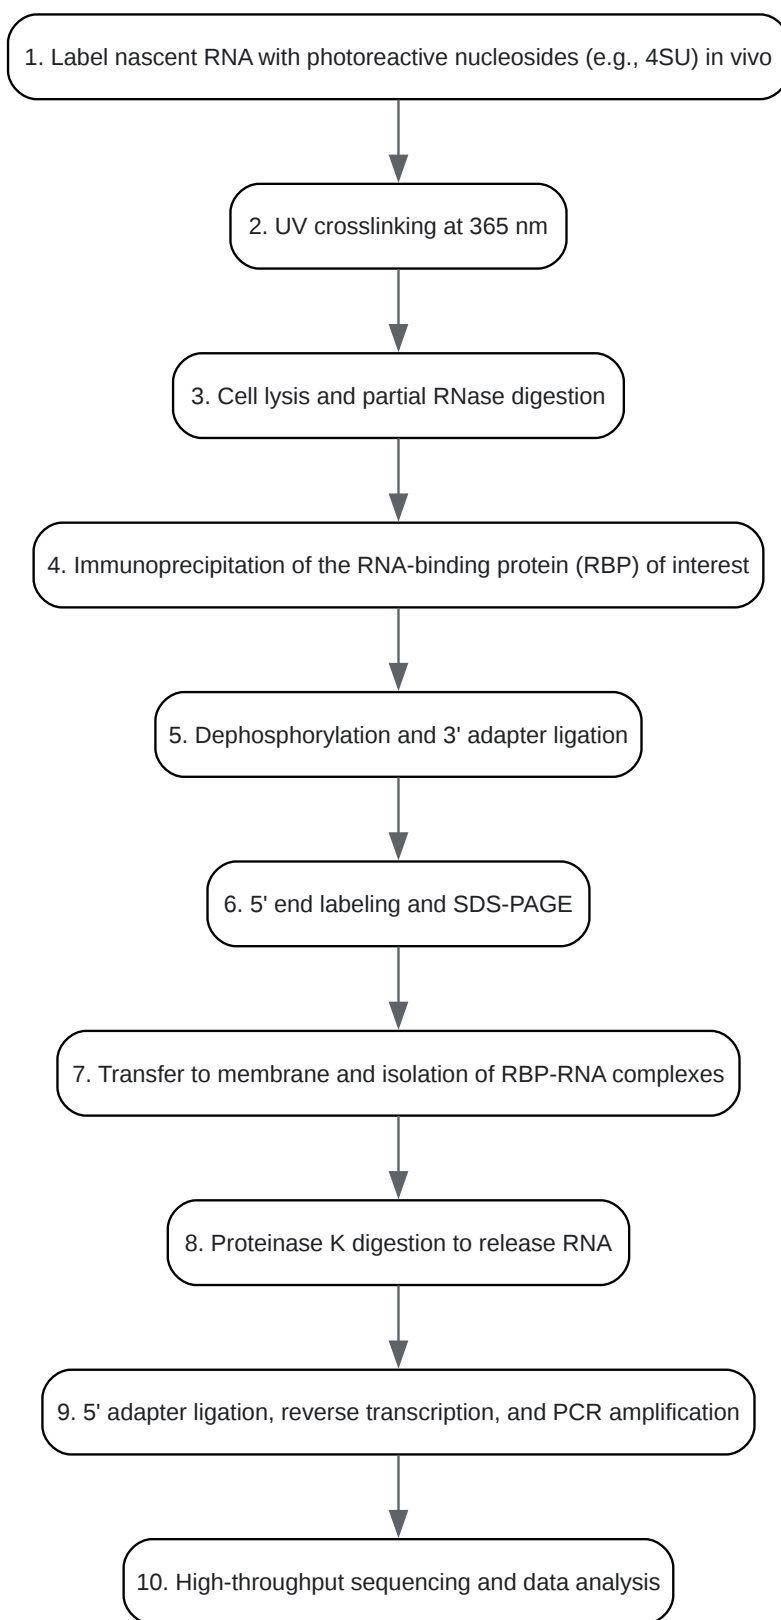 1. Label nascent RNA with photoreactive nucleosides (e.g., 4SU) in vivo
2. UV crosslinking at 365 nm
3. Cell lysis and partial RNase digestion
4. Immunoprecipitation of the RNA-binding protein (RBP) of interest
5. Dephosphorylation and 3' adapter ligation
6. 5' end labeling and SDS-PAGE
7. Transfer to membrane and isolation of RBP-RNA complexes
8. Proteinase K digestion to release RNA
9. 5' adapter ligation, reverse transcription, and PCR amplification
10. High-throughput sequencing and data analysis